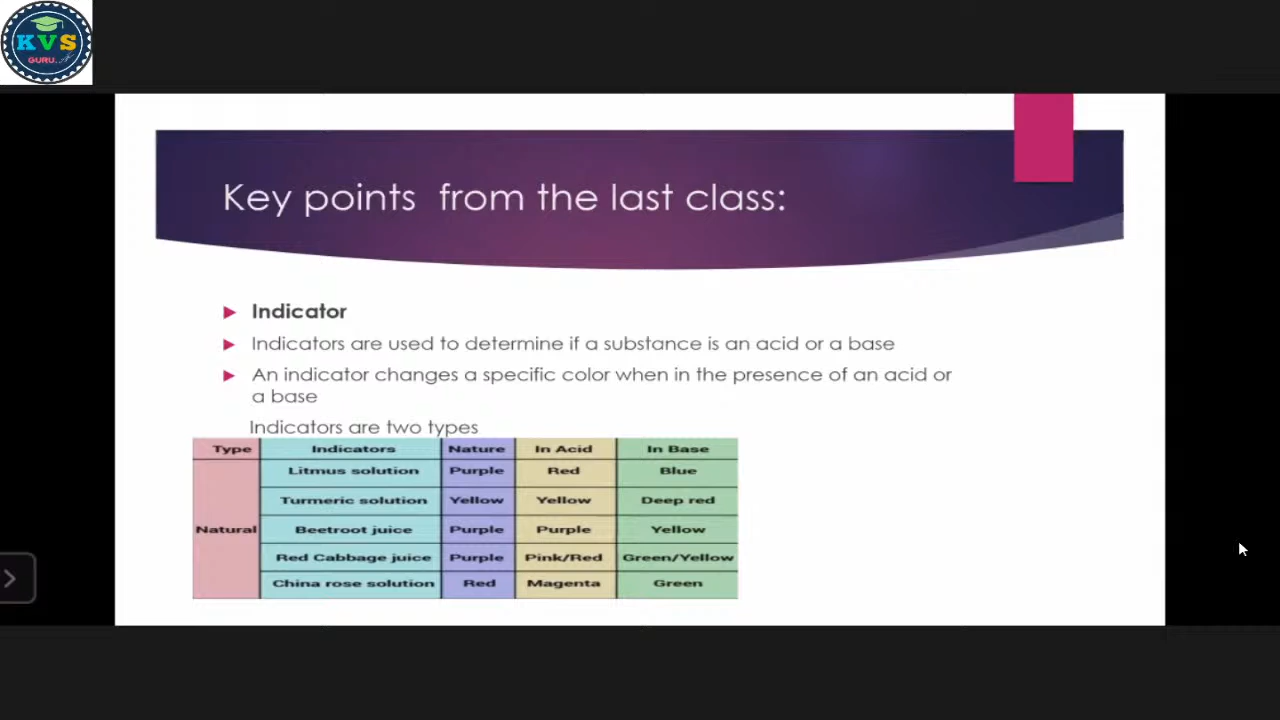 KVS
GURU
Key points from the last class:
Indicator
Indicators are used to determine if a substance is an acid or a base
An indicator changes a specific color when in the presence of an acid or
a base
Indicators are two types
Type Indicators Nature In Acid In Base
Litmus solution Purple Red Blue
Turmeric solution Yellow Yellow Deep red
Natural Beetroot juice Purple Purple Yellow
Red Cabbage juice Purple Pink/Red Green/Yellow
China rose solution Red Magenta Green